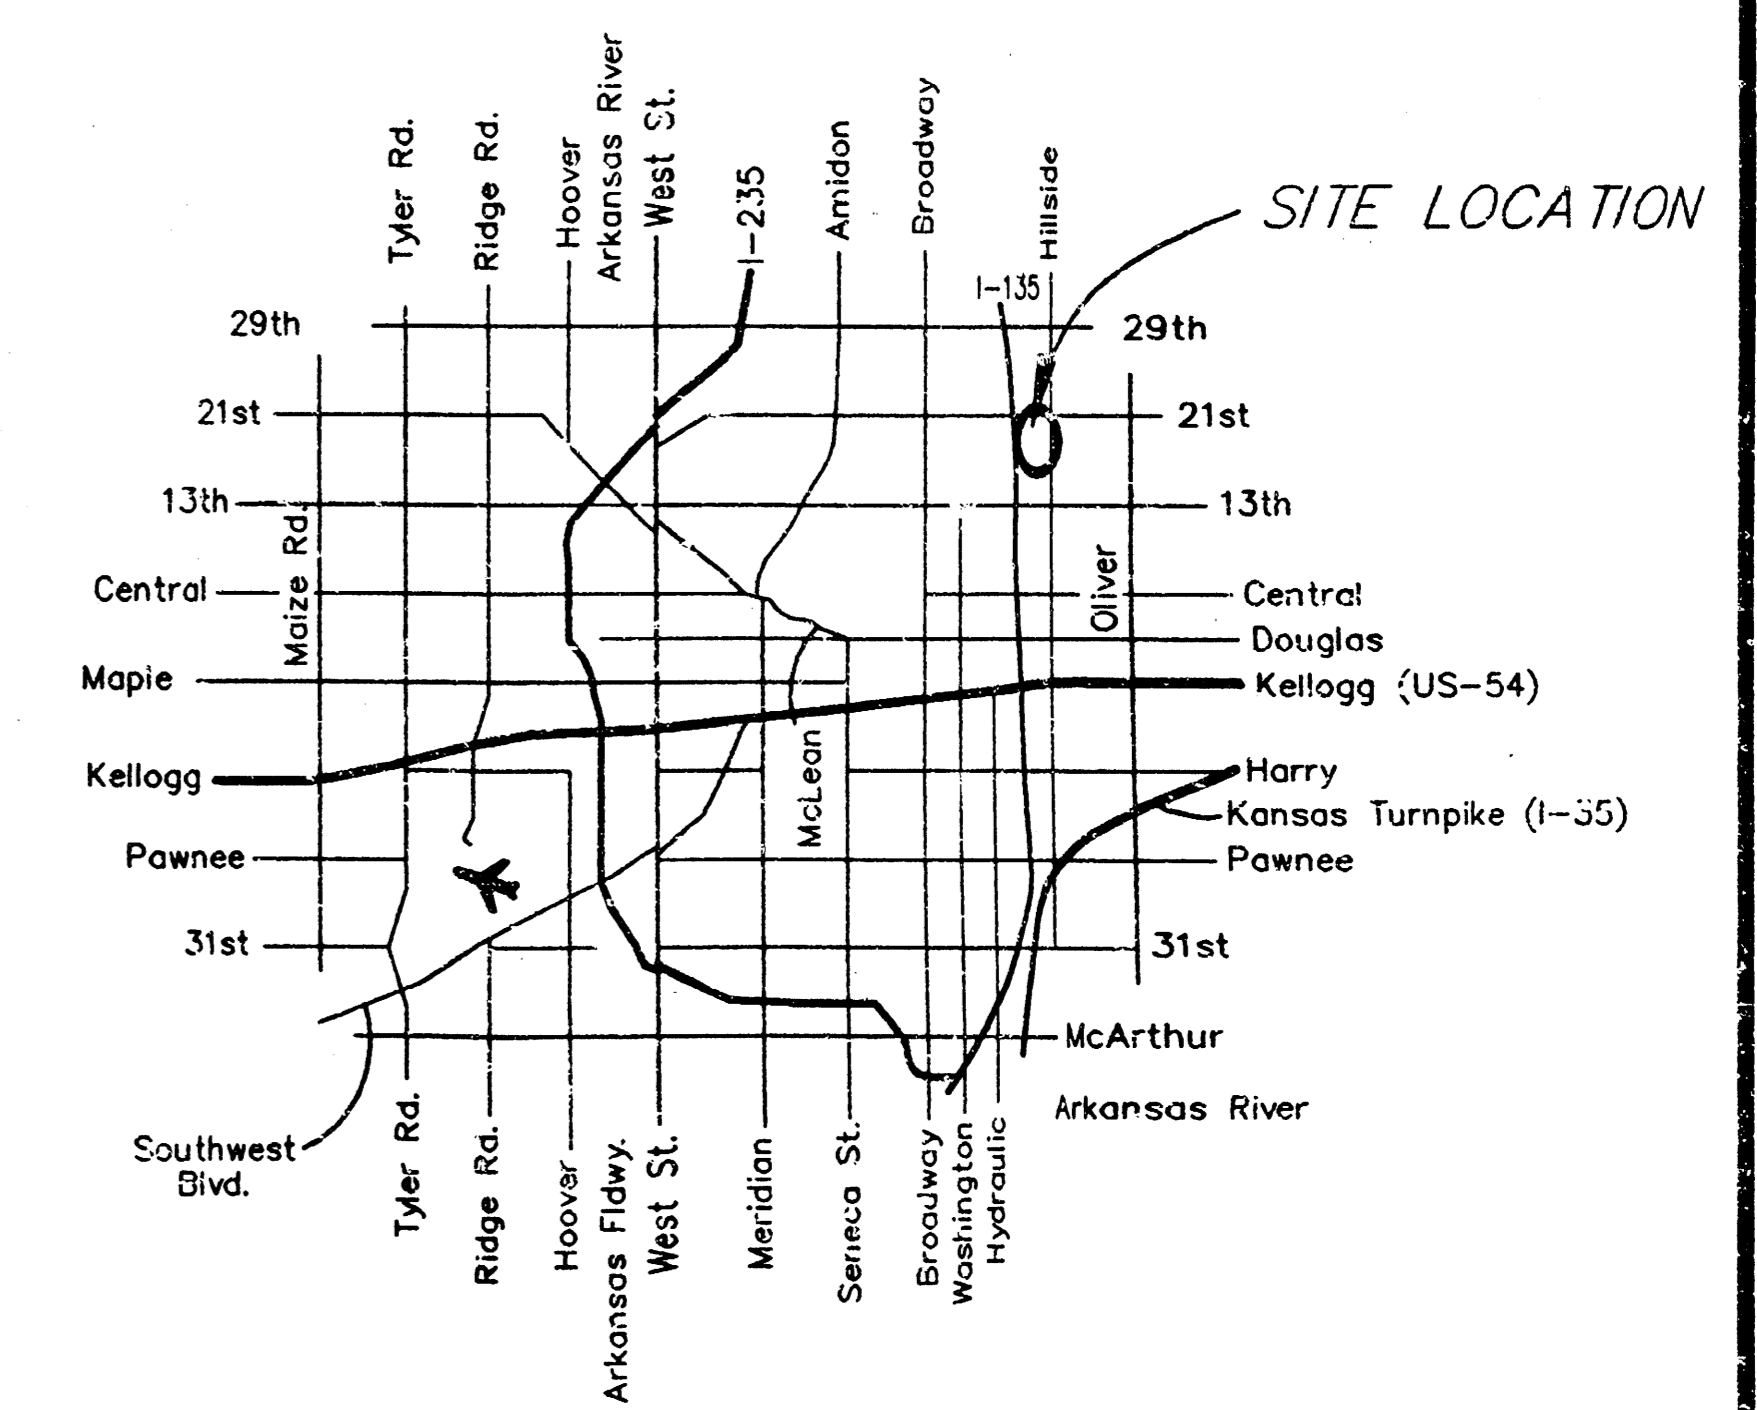 Tyler Rd.
Ridge Rd.
Hoover
Arkansas River
West St.
I-235
Amidon
Broadway
Hillside
SITE LOCATION
I-135
29th
29th
21st
21st
13th
13th
Maize Rd.
Oliver
Central
Central
Douglas
Maple
Kellogg (US-54)
McLean
Kellogg
Harry
Kansas Turnpike (I-35)
Pawnee
Pawnee
31st
31st
McArthur
Arkansas River
Southwest
Blvd.
Tyler Rd.
Ridge Rd.
Hoover
Arkansas Fldwy.
West St.
Meridian
Seneca St.
Broadway
Washington
Hydraulic